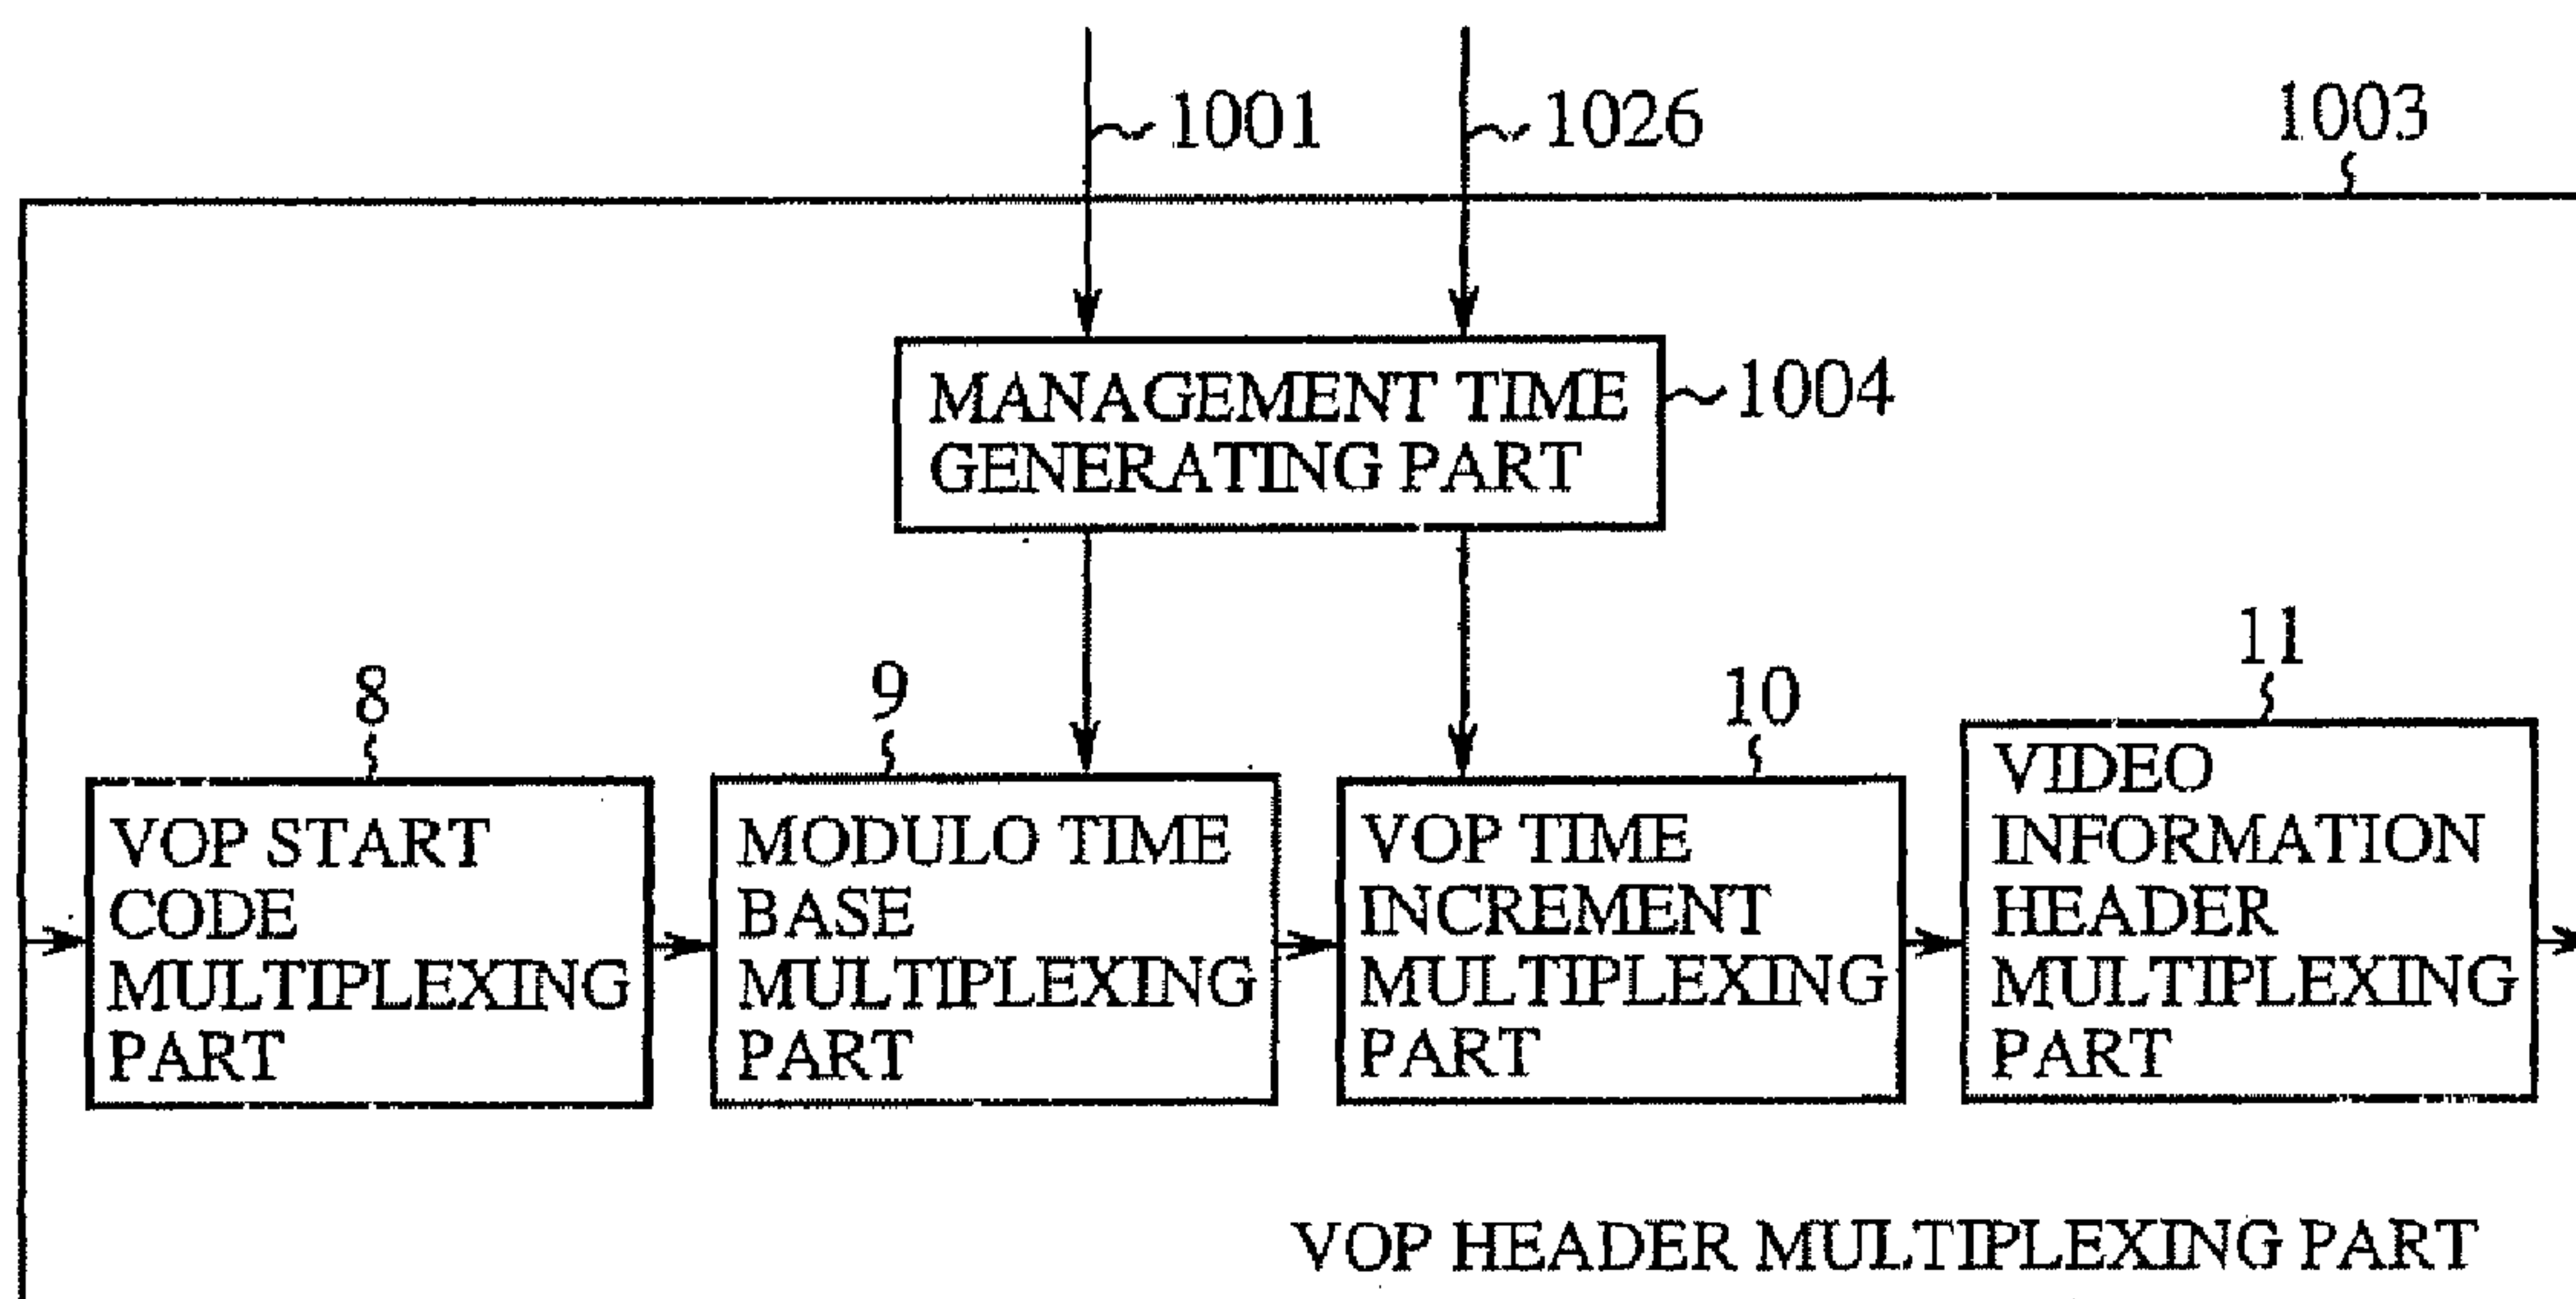 1001
1026
1003
MANAGEMENT TIME
GENERATING PART
1004
8
VOP START
CODE
MULTIPLEXING
PART
9
MODULO TIME
BASE
MULTIPLEXING
PART
10
VOP TIME
INCREMENT
MULTIPLEXING
PART
11
VIDEO
INFORMATION
HEADER
MULTIPLEXING
PART
VOP HEADER MULTIPLEXING PART